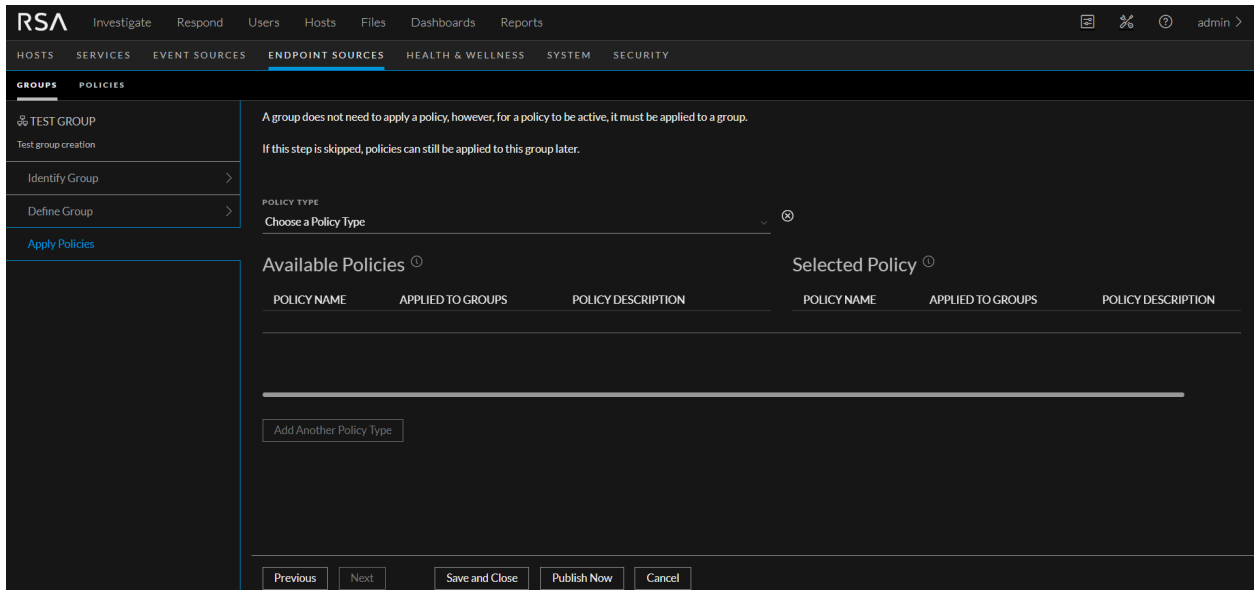 RSA Investigate Respond Users Hosts Files Dashboards Reports admin
HOSTS SERVICES EVENT SOURCES ENDPOINT SOURCES HEALTH & WELLNESS SYSTEM SECURITY
GROUPS POLICIES
TEST GROUP
Test group creation
Identify Group
Define Group
Apply Policies
A group does not need to apply a policy, however, for a policy to be active, it must be applied to a group.
If this step is skipped, policies can still be applied to this group later.
POLICY TYPE
Choose a Policy Type
Available Policies
POLICY NAME APPLIED TO GROUPS POLICY DESCRIPTION
Selected Policy
POLICY NAME APPLIED TO GROUPS POLICY DESCRIPTION
Add Another Policy Type
Previous Next Save and Close Publish Now Cancel